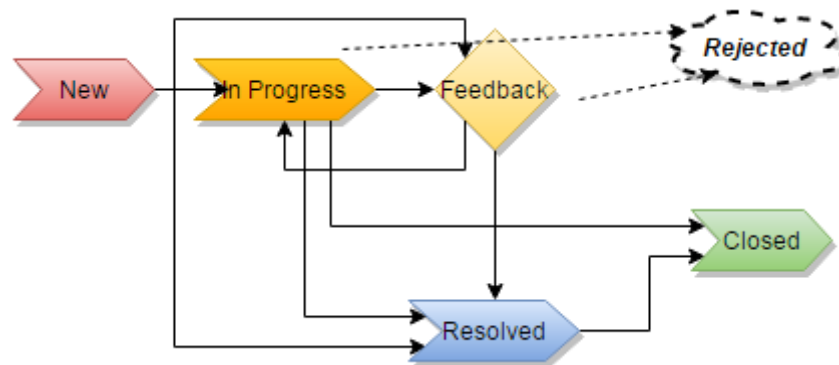 New
In Progress
Feedback
Rejected
Closed
Resolved